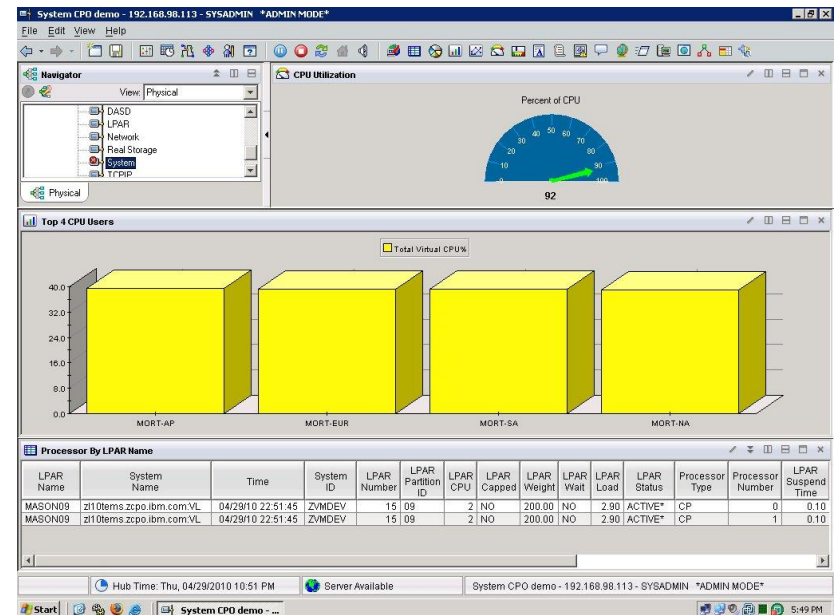 System CPO demo - 192.168.98.113 - SYSADMIN *ADMIN MODE*
File Edit View Help
Navigator
View: Physical
DASD
LPAR
Network
Real Storage
System
TCPIP
Physical
CPU Utilization
Percent of CPU
0 10 20 30 40 50 60 70 80 90 100
92
Top 4 CPU Users
Total Virtual CPU%
40.0
32.0
24.0
16.0
8.0
0.0
MORT-AP MORT-EUR MORT-SA MORT-NA
Processor By LPAR Name
LPAR Name System Name Time System ID LPAR Number LPAR Partition ID LPAR CPU LPAR Capped LPAR Weight LPAR Wait LPAR Load LPAR Status Processor Type Processor Number LPAR Suspend Time
MASON09 zl10tems.zcpo.ibm.com:VL 04/29/10 22:51:45 ZVMDEV 15 09 2 NO 200.00 NO 2.90 ACTIVE* CP 0 0.10
MASON09 zl10tems.zcpo.ibm.com:VL 04/29/10 22:51:45 ZVMDEV 15 09 2 NO 200.00 NO 2.90 ACTIVE* CP 1 0.10
Hub Time: Thu, 04/29/2010 10:51 PM Server Available System CPO demo - 192.168.98.113 - SYSADMIN *ADMIN MODE*
Start System CPO demo - ... 5:49 PM